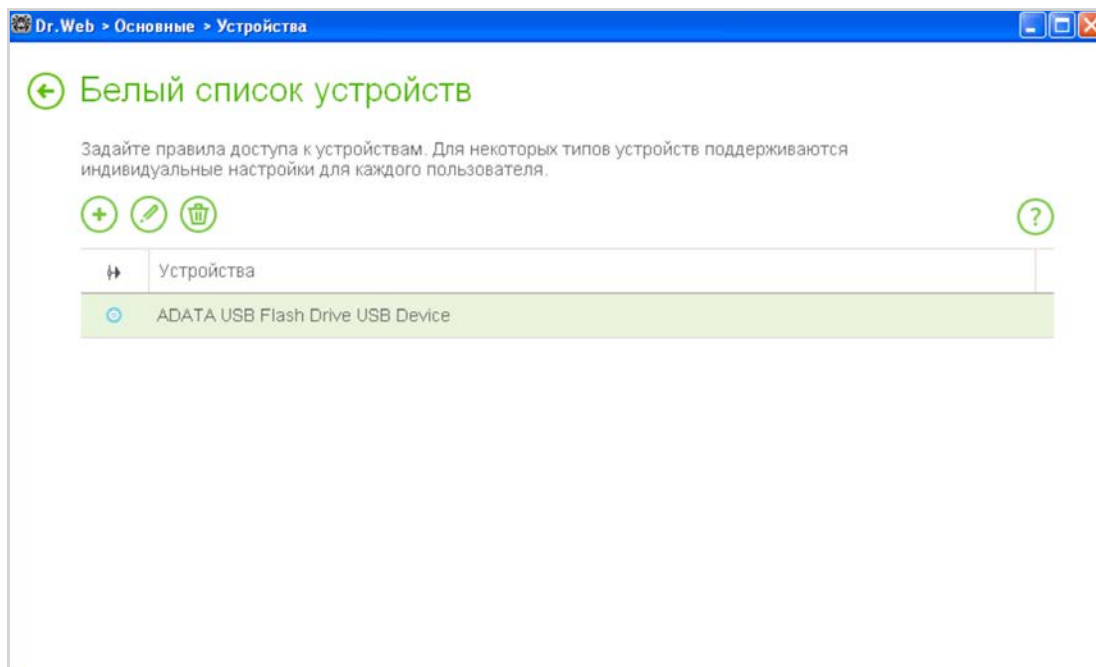 Dr.Web > Основные > Устройства
Белый список устройств
Задайте правила доступа к устройствам. Для некоторых типов устройств поддерживаются
индивидуальные настройки для каждого пользователя.
?
Устройства
ADATA USB Flash Drive USB Device